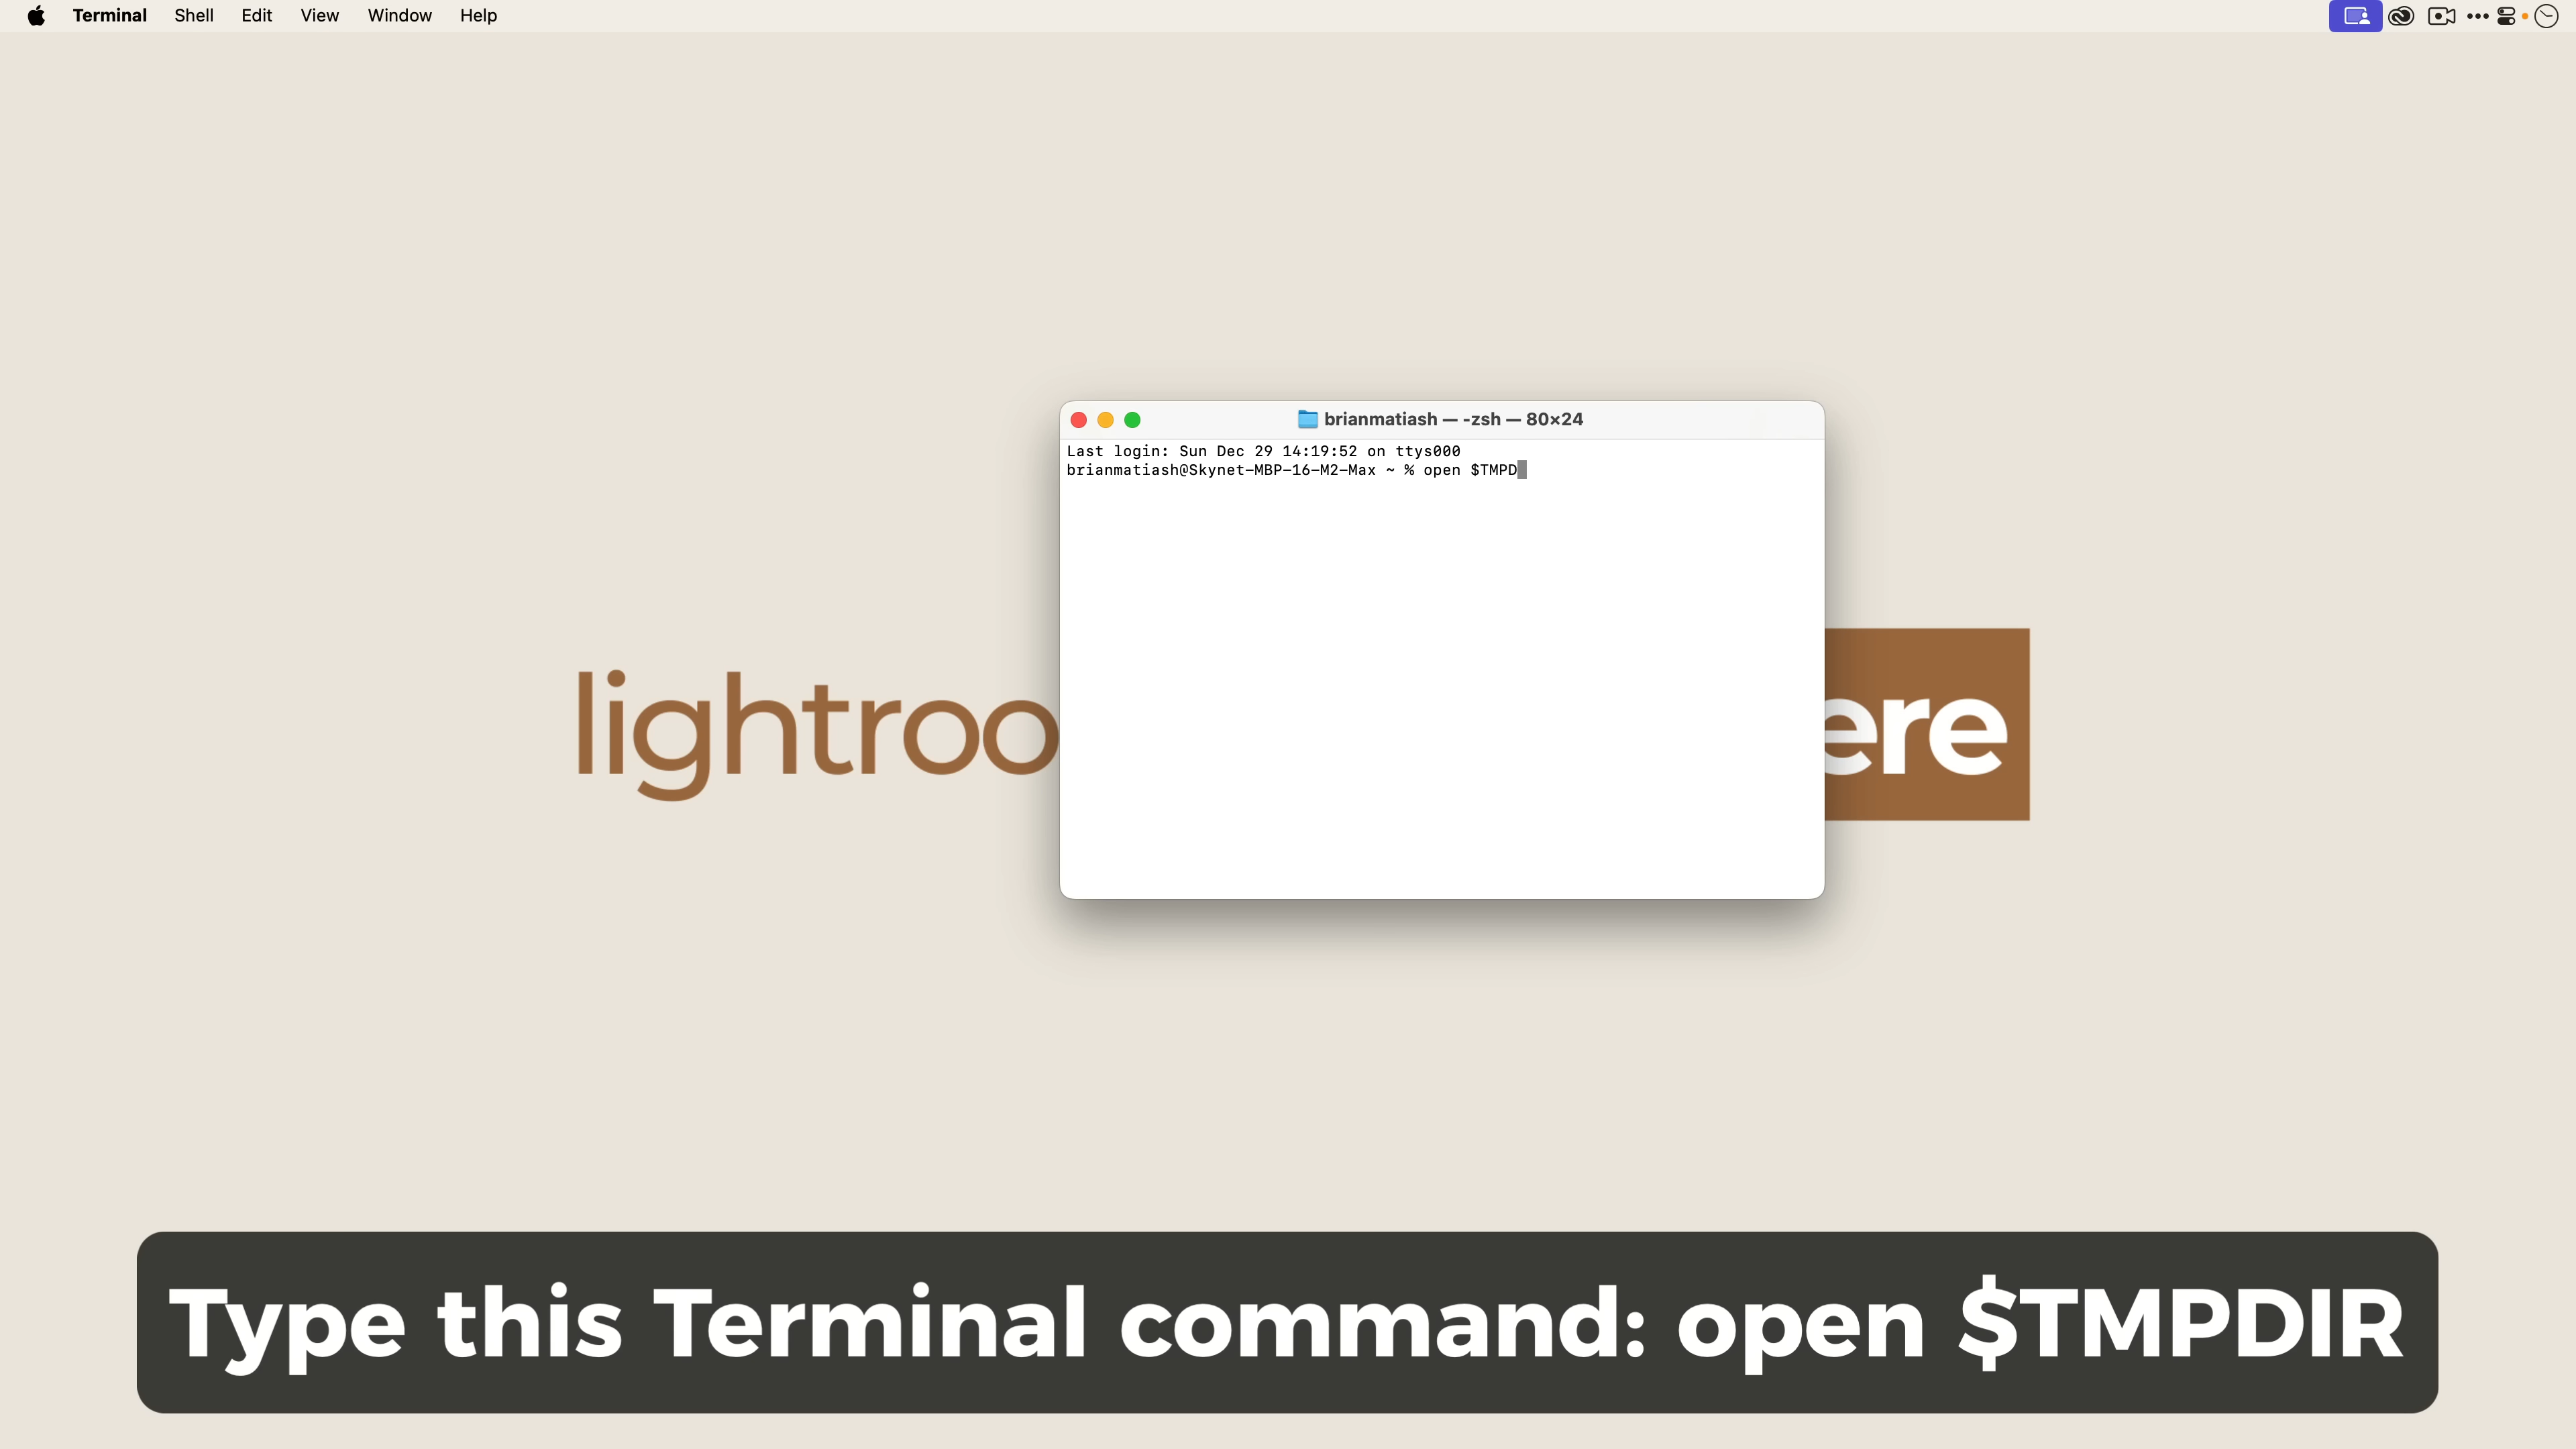 Terminal Shell Edit View Window Help
brianmatiash — -zsh — 80×24
Last login: Sun Dec 29 14:19:52 on ttys000
brianmatiash@Skynet-MBP-16-M2-Max ~ % open $TMPD
lightroo
ere
Type this Terminal command: open $TMPDIR